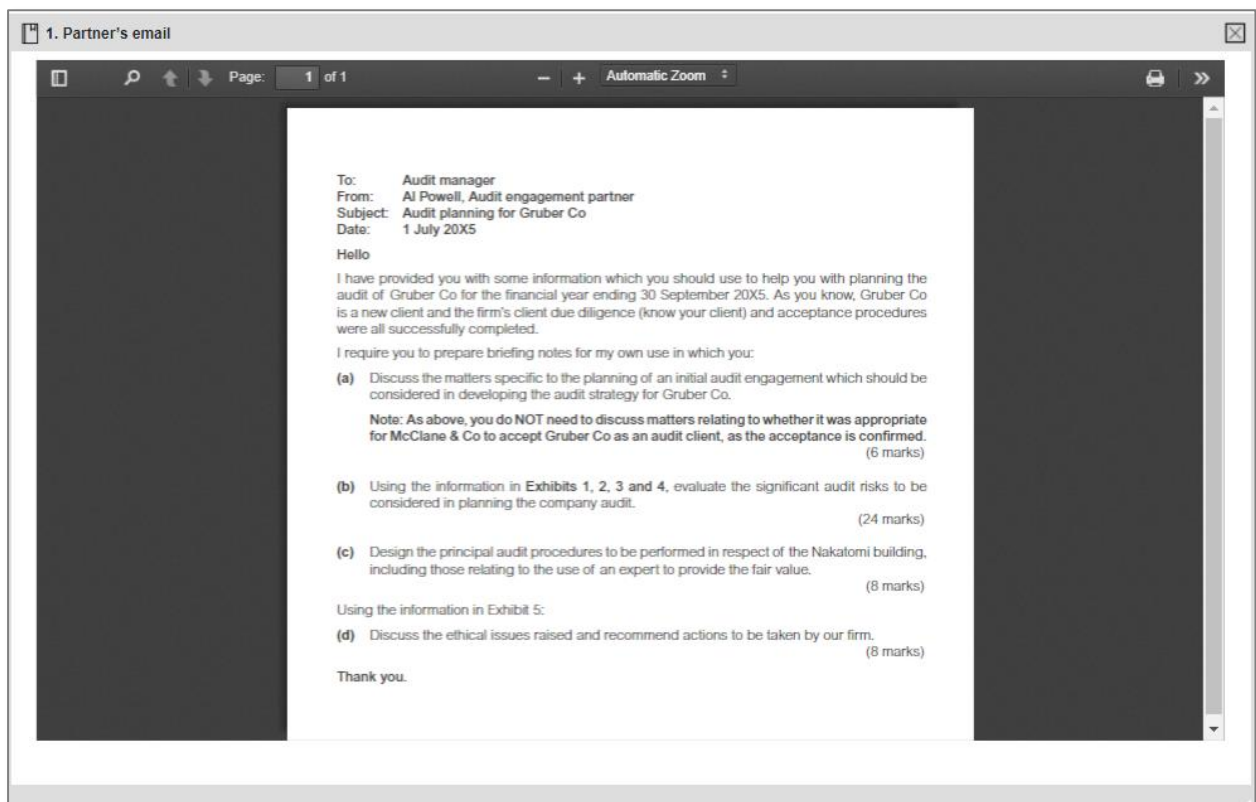 1. Partner's email
Page: 1 of 1
Automatic Zoom
To: Audit manager
From: Al Powell, Audit engagement partner
Subject: Audit planning for Gruber Co
Date: 1 July 20X5
Hello
I have provided you with some information which you should use to help you with planning the
audit of Gruber Co for the financial year ending 30 September 20X5. As you know, Gruber Co
is a new client and the firm's client due diligence (know your client) and acceptance procedures
were all successfully completed.
I require you to prepare briefing notes for my own use in which you:
(a) Discuss the matters specific to the planning of an initial audit engagement which should be
considered in developing the audit strategy for Gruber Co.
Note: As above, you do NOT need to discuss matters relating to whether it was appropriate
for McClane & Co to accept Gruber Co as an audit client, as the acceptance is confirmed.
(6 marks)
(b) Using the information in Exhibits 1, 2, 3 and 4, evaluate the significant audit risks to be
considered in planning the company audit.
(24 marks)
(c) Design the principal audit procedures to be performed in respect of the Nakatomi building,
including those relating to the use of an expert to provide the fair value.
(8 marks)
Using the information in Exhibit 5:
(d) Discuss the ethical issues raised and recommend actions to be taken by our firm.
(8 marks)
Thank you.